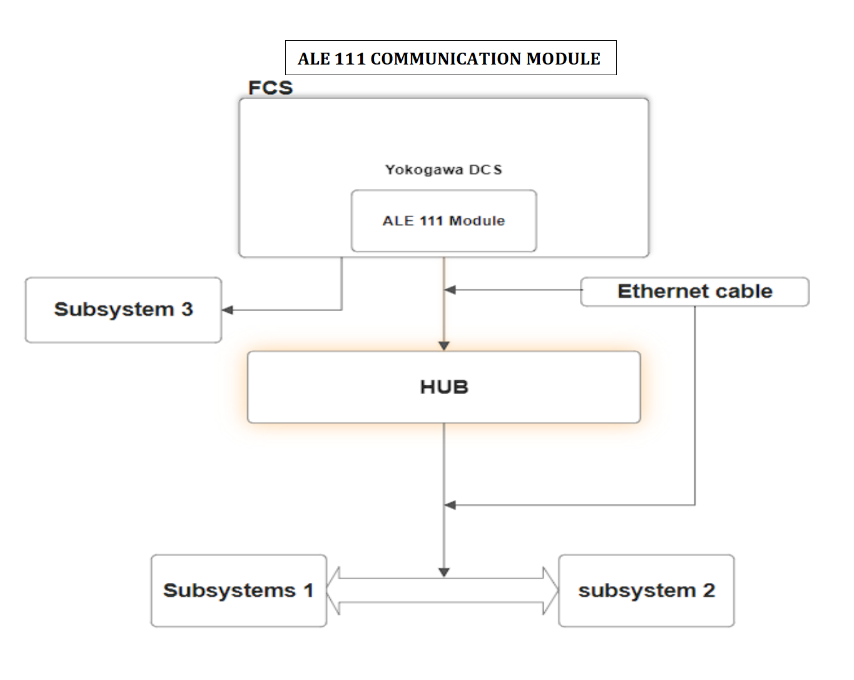 ALE 111 COMMUNICATION MODULE
FCS
Yokogawa DCS
ALE 111 Module
Ethernet cable
Subsystem 3
HUB
Subsystems 1
subsystem 2